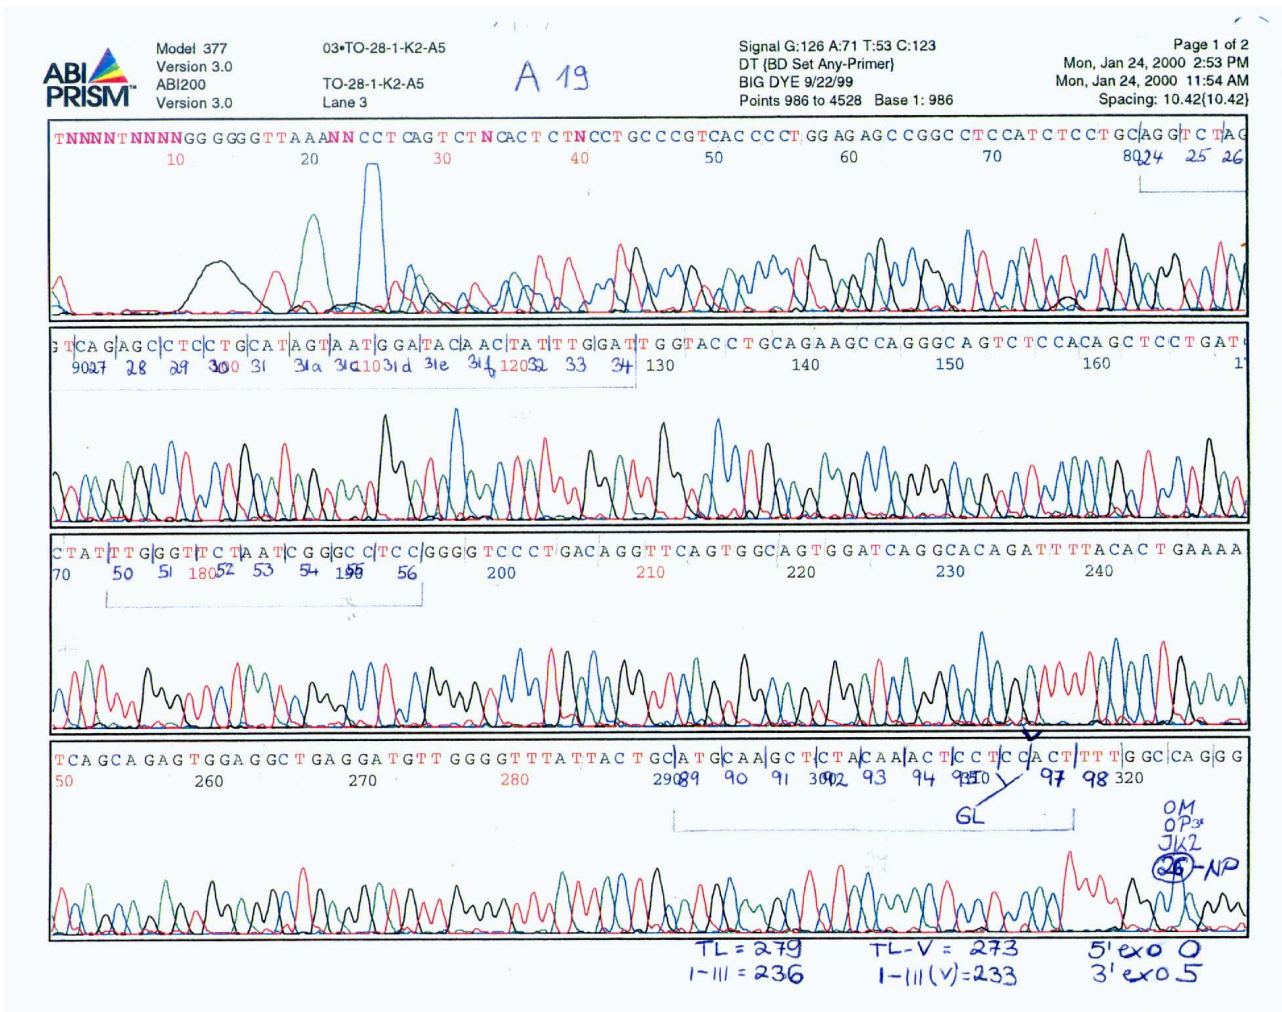 ABI PRISM™
Model 377
Version 3.0
ABI200
Version 3.0
03•TO-28-1-K2-A5
TO-28-1-K2-A5
Lane 3
A 19
Signal G:126 A:71 T:53 C:123
DT {BD Set Any-Primer}
BIG DYE 9/22/99
Points 986 to 4528 Base 1: 986
Page 1 of 2
Mon, Jan 24, 2000 2:53 PM
Mon, Jan 24, 2000 11:54 AM
Spacing: 10.42{10.42}
TNNNNTNNNNGG GGGGTTAAANN CCCT CAGTCTNCACTCTNCCTGCCCGTCACCCCTGGAGAGCCGGCCTCCATCTCCTGCAGGTCTAG
10 20 30 40 50 60 70 80 24 25 26
GTCAGAGCCTCCTGCATAGTAATGGATACAACTATTTGGATTGGTACCTGCAGAAGCCAGGGCAGTCTCCACAGCTCCTGAT
90 27 28 29 30 100 31 31a 31c 110 31d 31e 31f 120 32 33 34 130 140 150 160 1
CTATTTGGGTTCTAATCGGGCCTCCGGGGTCCCTGACAGGTTCAGTGGCAGTGGATCAGGCACAGATTTTACACTGAAAA
70 50 51 180 52 53 54 190 55 56 200 210 220 230 240
TCAGCAGAGTGGAGGCTGAGGATGTTGGGGTTTATTACTGCATGCAAGCTCTACAAACTCCTCCACTTTTGGCCAGGG
50 260 270 280 290 89 90 91 300 92 93 94 95 310 97 98 320
GL
OM
OP3'
JK2
26-NP
TL = 279 TL-V = 273 5' exo 0
I-III = 236 I-III(V)=233 3' exo 5